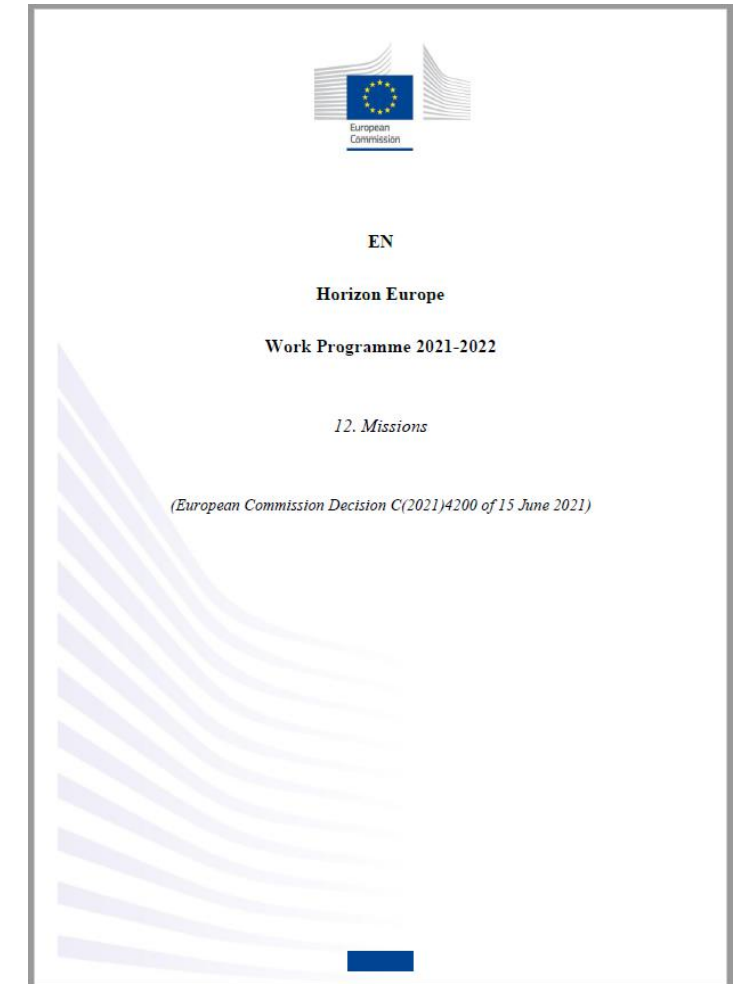 European
Commission
EN
Horizon Europe
Work Programme 2021-2022
12. Missions
(European Commission Decision C(2021)4200 of 15 June 2021)